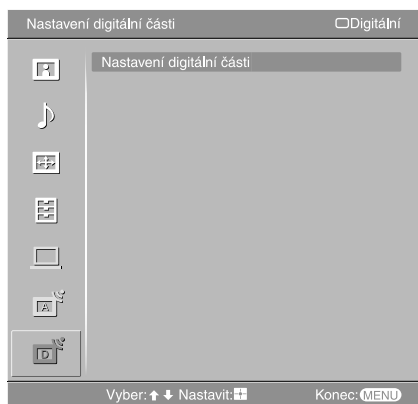 Nastavení digitální části Digitální
Nastavení digitální části
A
D
Vyber: Nastavit: Konec: MENU